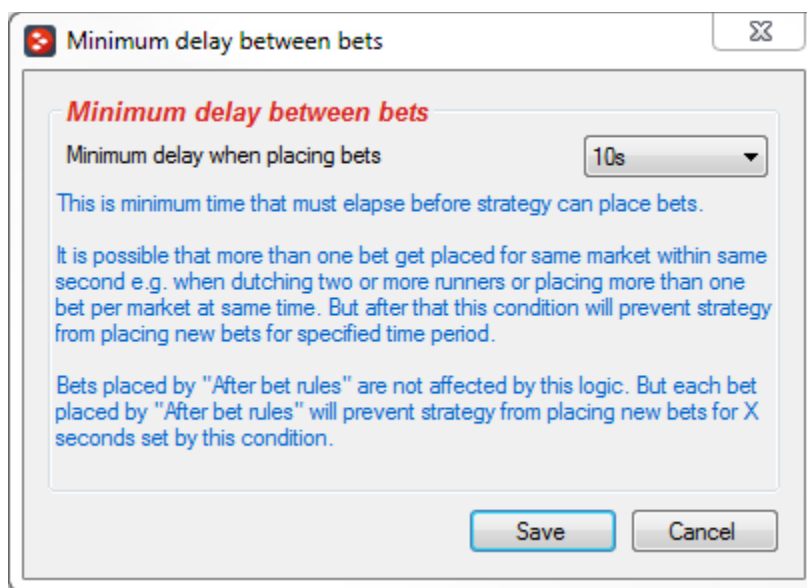 Minimum delay between bets
Minimum delay between bets
Minimum delay when placing bets
10s
This is minimum time that must elapse before strategy can place bets.
It is possible that more than one bet get placed for same market within same
second e.g. when dutching two or more runners or placing more than one
bet per market at same time. But after that this condition will prevent strategy
from placing new bets for specified time period.
Bets placed by "After bet rules" are not affected by this logic. But each bet
placed by "After bet rules" will prevent strategy from placing new bets for X
seconds set by this condition.
Save
Cancel